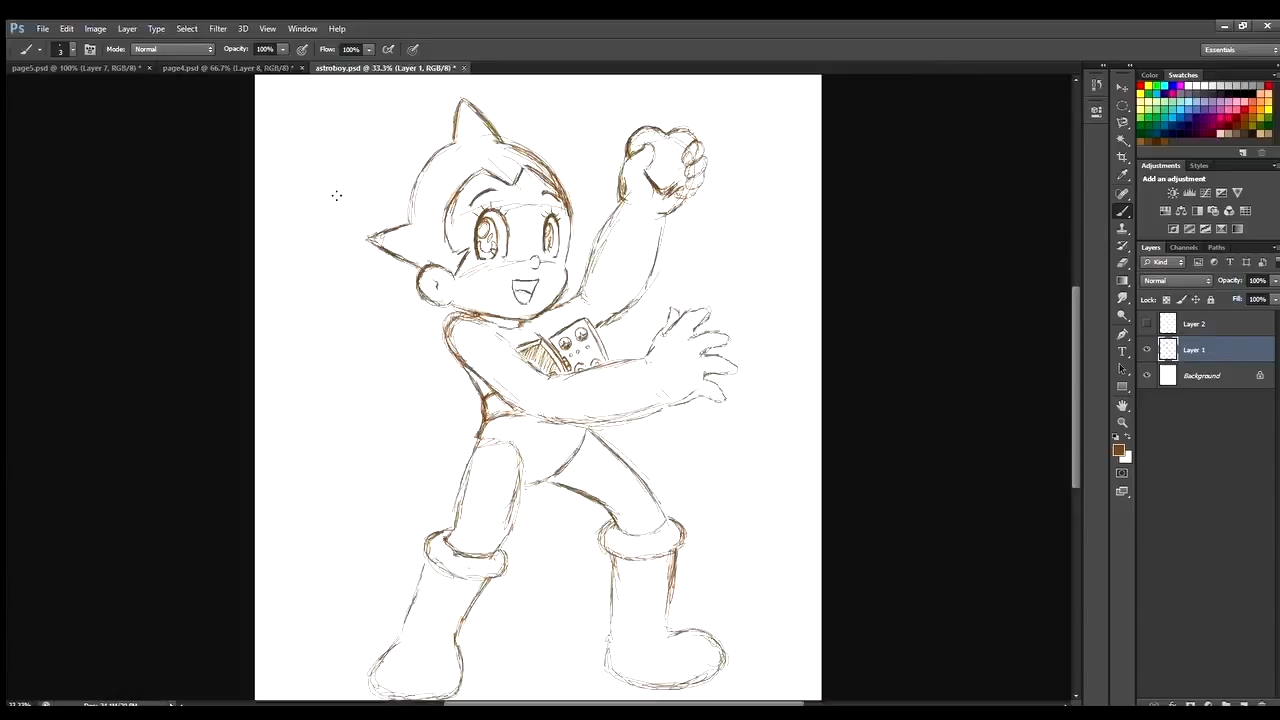 Ps File Edit Image Layer Type Select Filter 3D View Window Help
3 Mode: Normal Opacity: 100% Flow: 100% Essentials
page5.psd @ 100% (Layer 7, RGB/8) * × page4.psd @ 66.7% (Layer 8, RGB/8) * × astroboy.psd @ 33.3% (Layer 1, RGB/8) * ×
Color Swatches
Adjustments Styles
Add an adjustment
Layers Channels Paths
Kind
Normal Opacity: 100%
Lock: Fill: 100%
Layer 2
Layer 1
Background